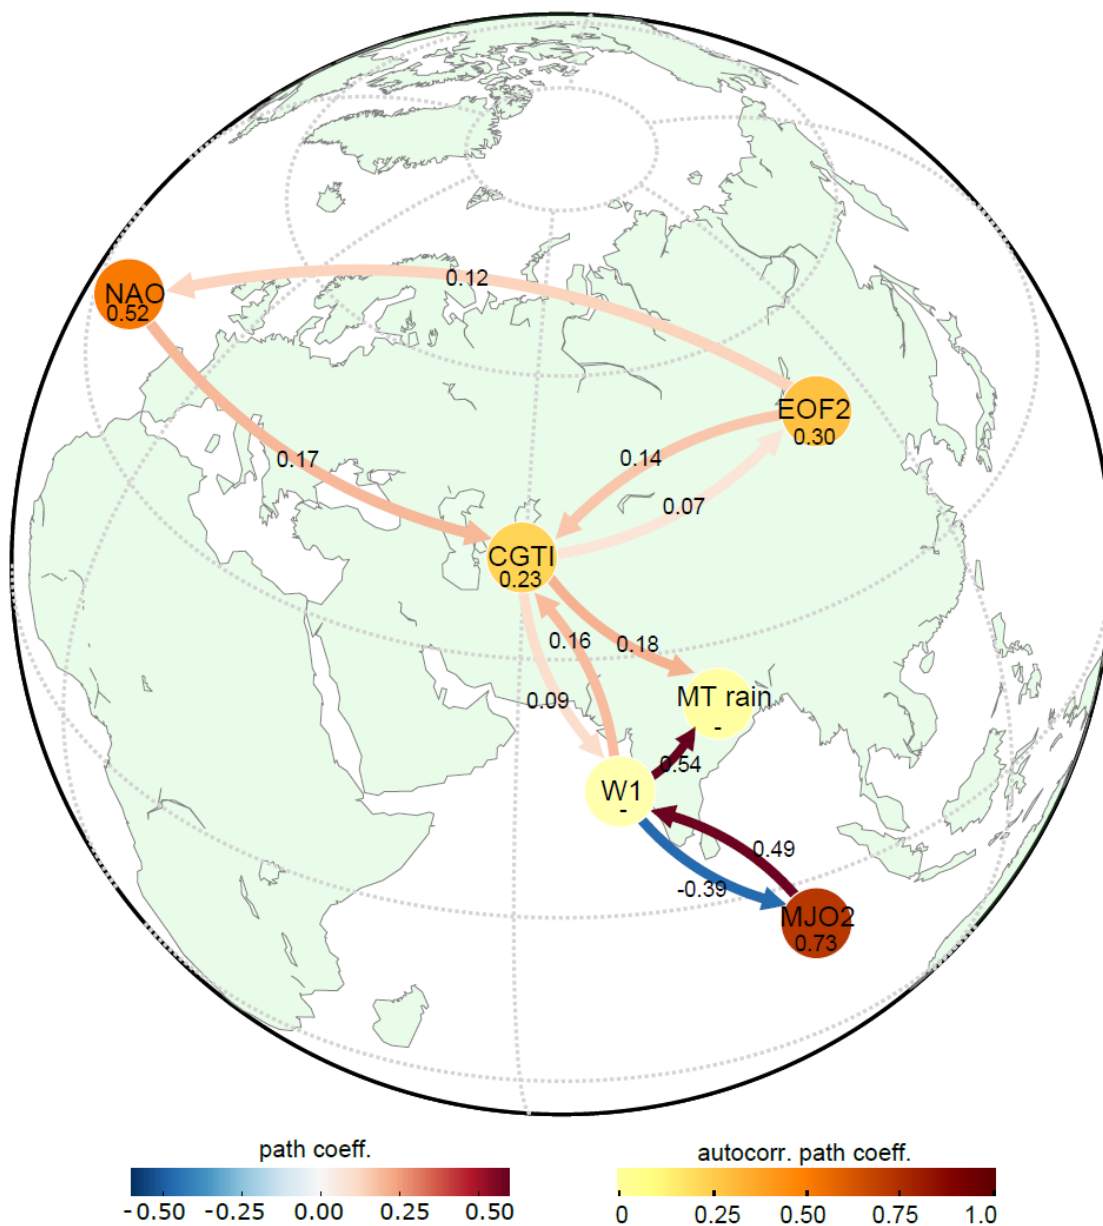 0.12
NAO
0.52
EOF2
0.30
0.17
0.14
0.07
CGTI
0.23
0.16
0.18
0.09
MT rain
-
0.54
W1
-
0.49
-0.39
MJO2
0.73
path coeff.
-0.50 -0.25 0.00 0.25 0.50
autocorr. path coeff.
0 0.25 0.50 0.75 1.0